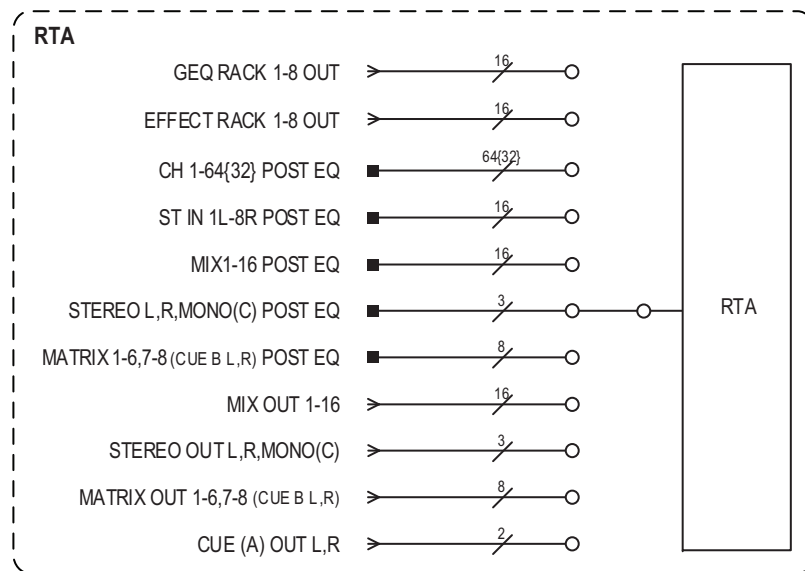 RTA
GEQ RACK 1-8 OUT 16
EFFECT RACK 1-8 OUT 16
CH 1-64{32} POST EQ 64{32}
ST IN 1L-8R POST EQ 16
MIX1-16 POST EQ 16
STEREO L,R,MONO(C) POST EQ 3 RTA
MATRIX 1-6,7-8 (CUE B L,R) POST EQ 8
MIX OUT 1-16 16
STEREO OUT L,R,MONO(C) 3
MATRIX OUT 1-6,7-8 (CUE B L,R) 8
CUE (A) OUT L,R 2